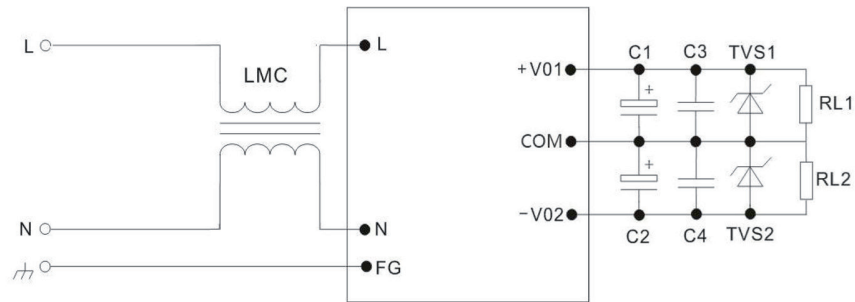 L
L
LMC
N
N
FG
+V01
COM
−V02
C1
C3
TVS1
+
RL1
+
RL2
C2
C4
TVS2